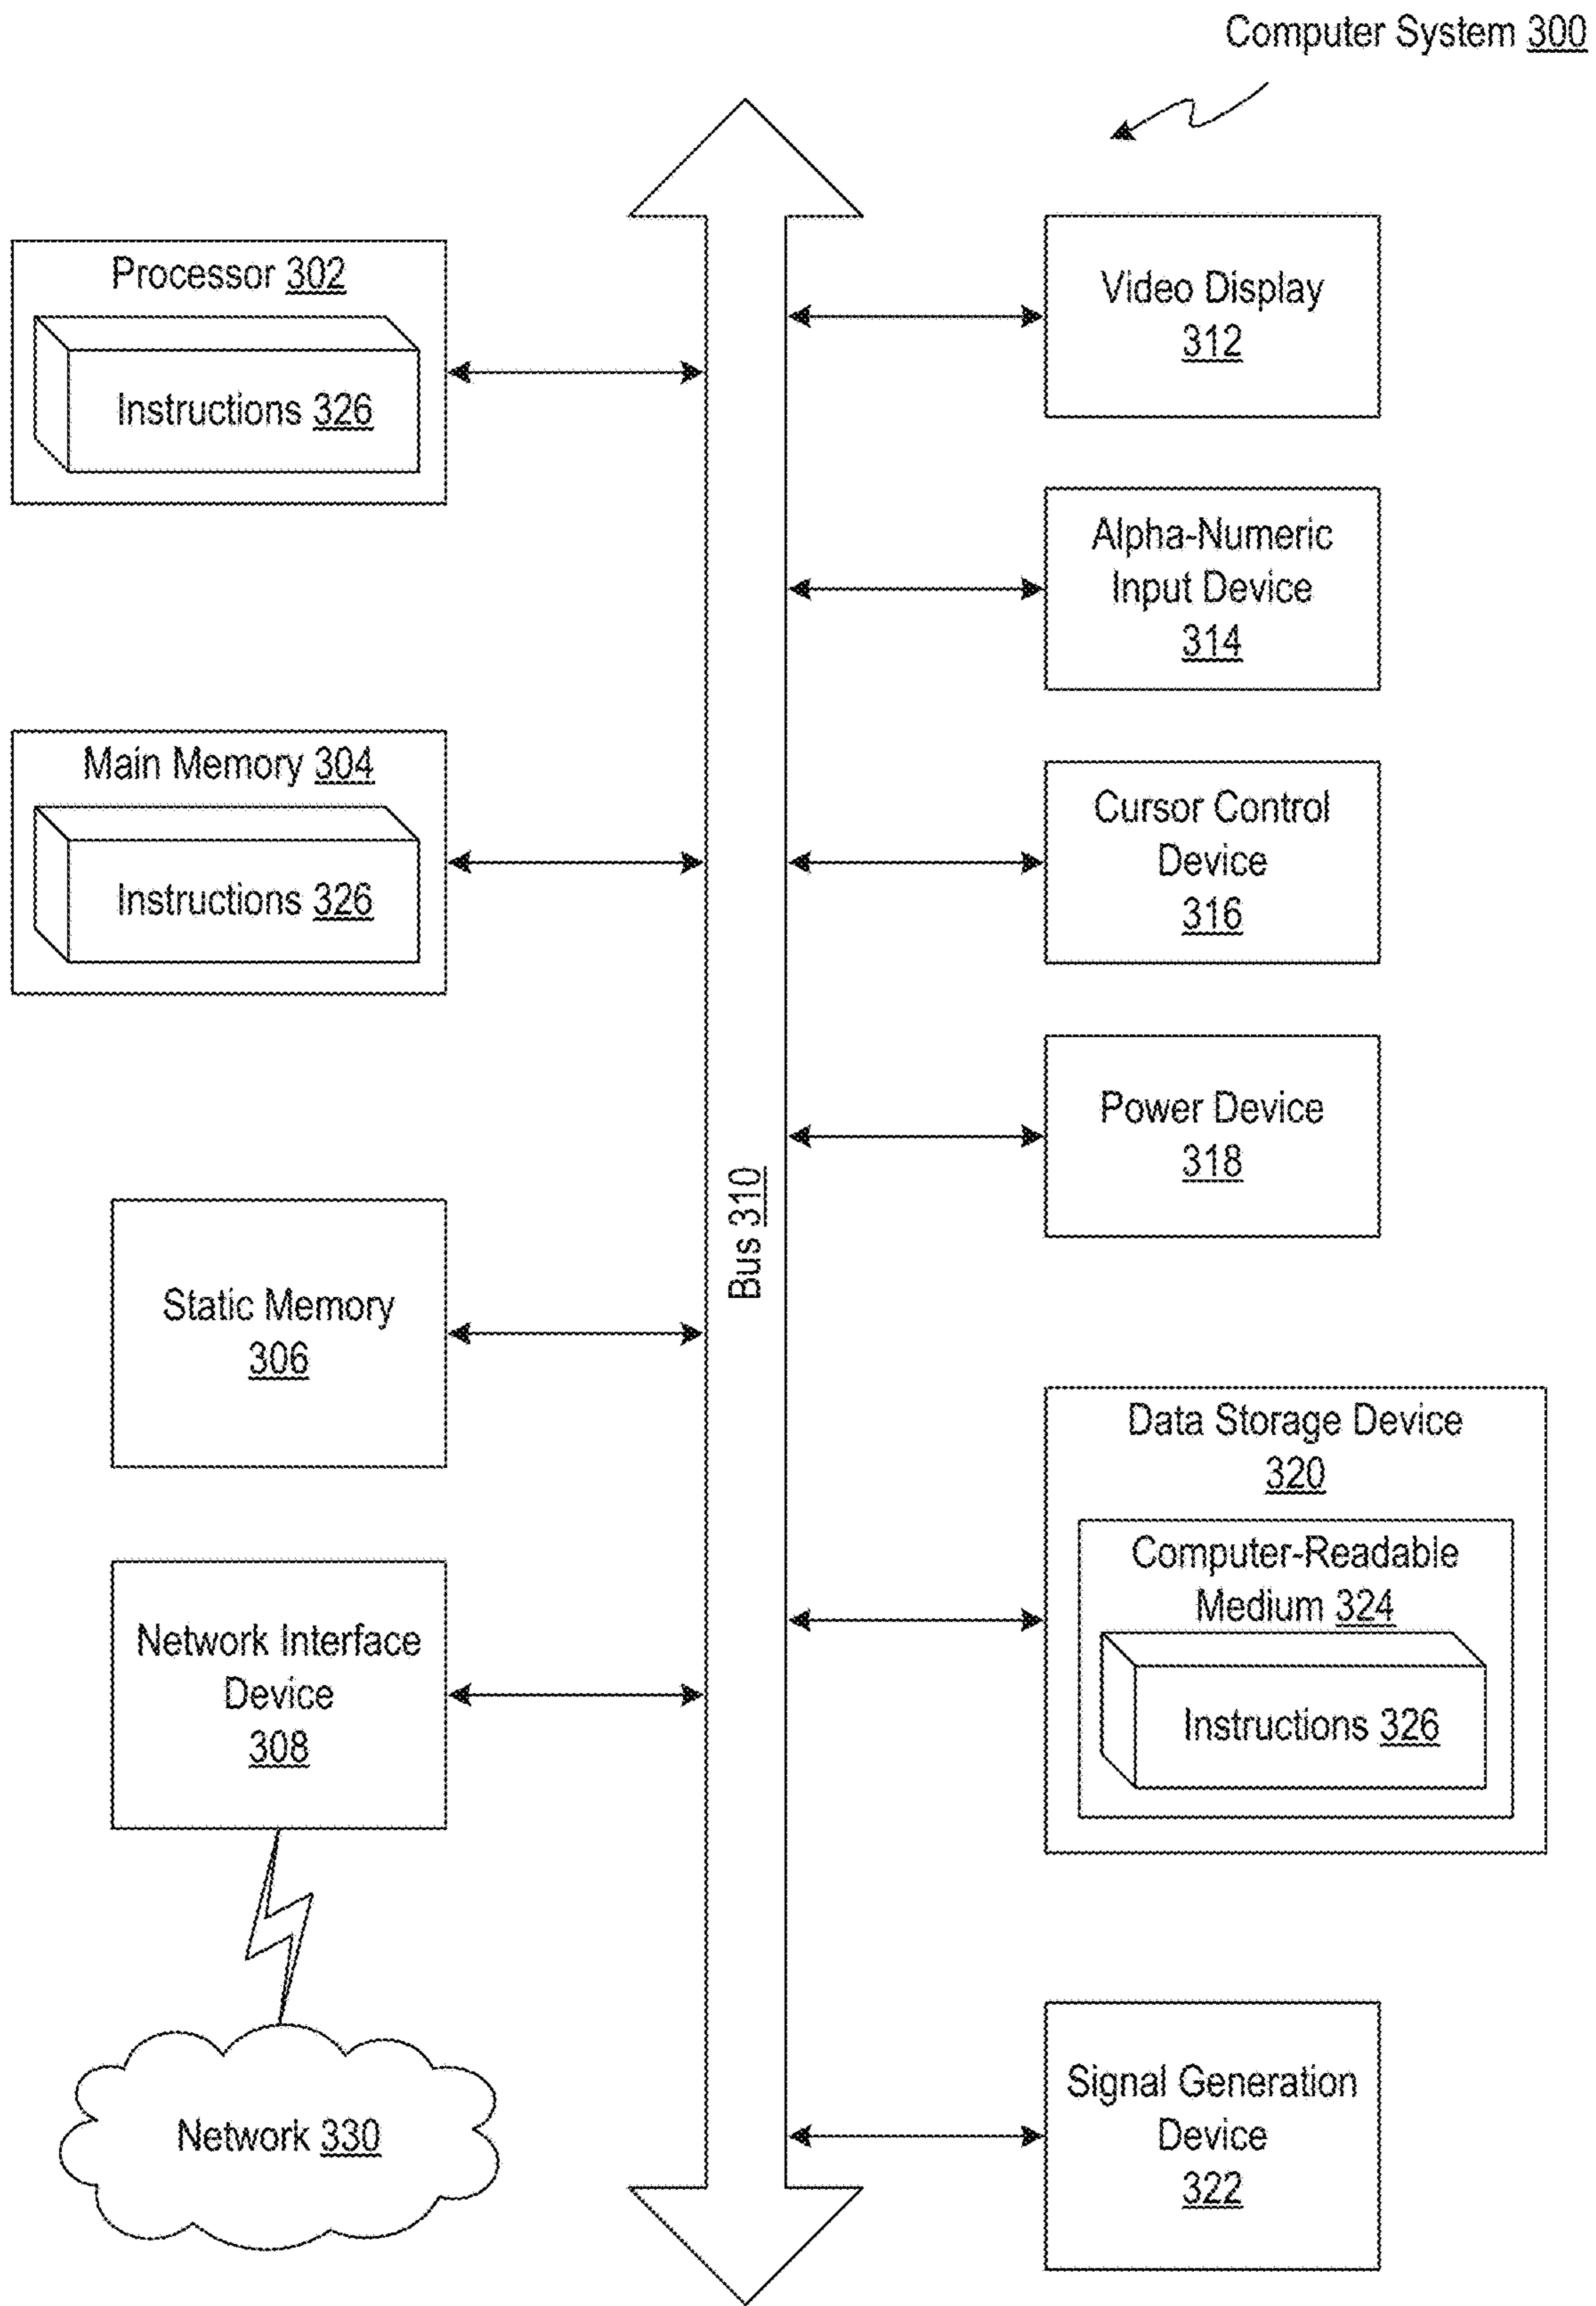 Computer System 300
Processor 302
Instructions 326
Main Memory 304
Instructions 326
Static Memory
306
Network Interface
Device
308
Network 330
Bus 310
Video Display
312
Alpha-Numeric
Input Device
314
Cursor Control
Device
316
Power Device
318
Data Storage Device
320
Computer-Readable
Medium 324
Instructions 326
Signal Generation
Device
322